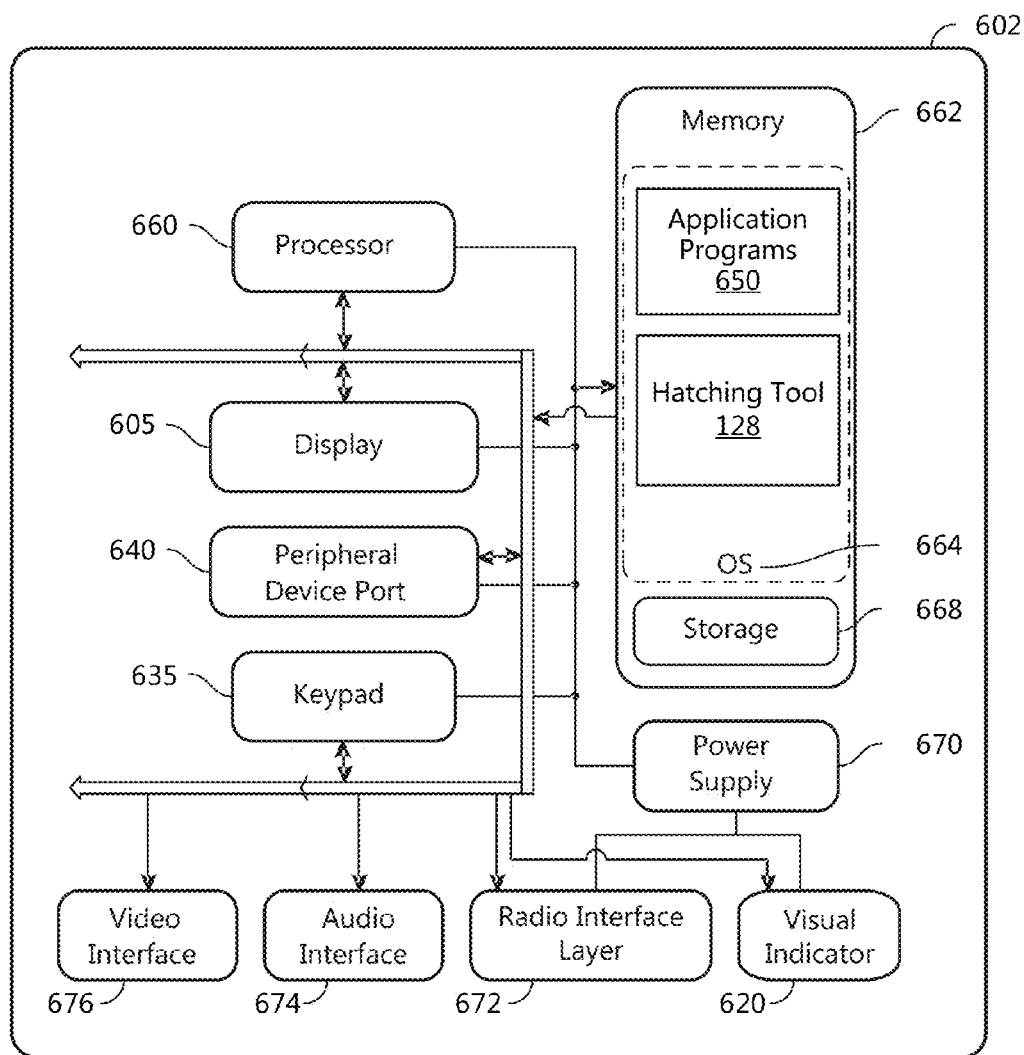 602
Memory
662
Application
Programs
650
660
Processor
Hatching Tool
128
605
Display
640
Peripheral
Device Port
OS
664
Storage
668
635
Keypad
Power
Supply
670
Video
Interface
Audio
Interface
Radio Interface
Layer
Visual
Indicator
676
674
672
620